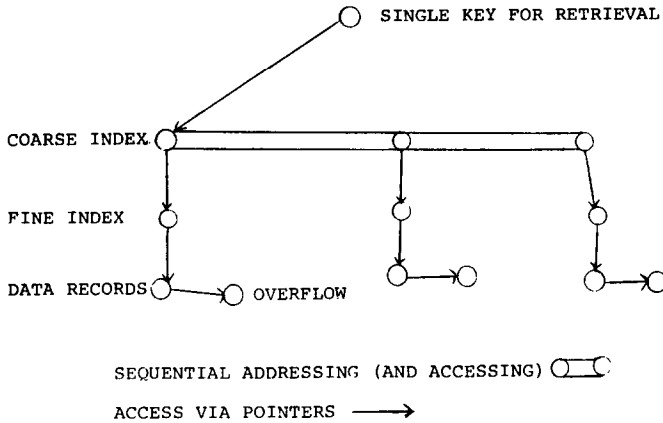 SINGLE KEY FOR RETRIEVAL
COARSE INDEX
FINE INDEX
DATA RECORDS
OVERFLOW
SEQUENTIAL ADDRESSING (AND ACCESSING)
ACCESS VIA POINTERS